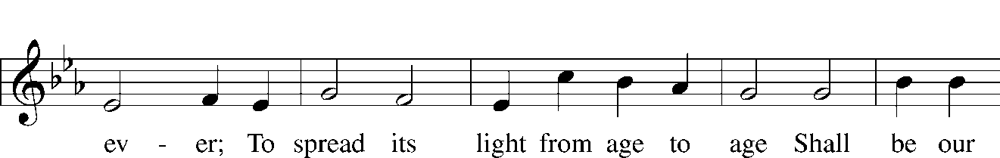 ev - er; To spread its light from age to age Shall be our